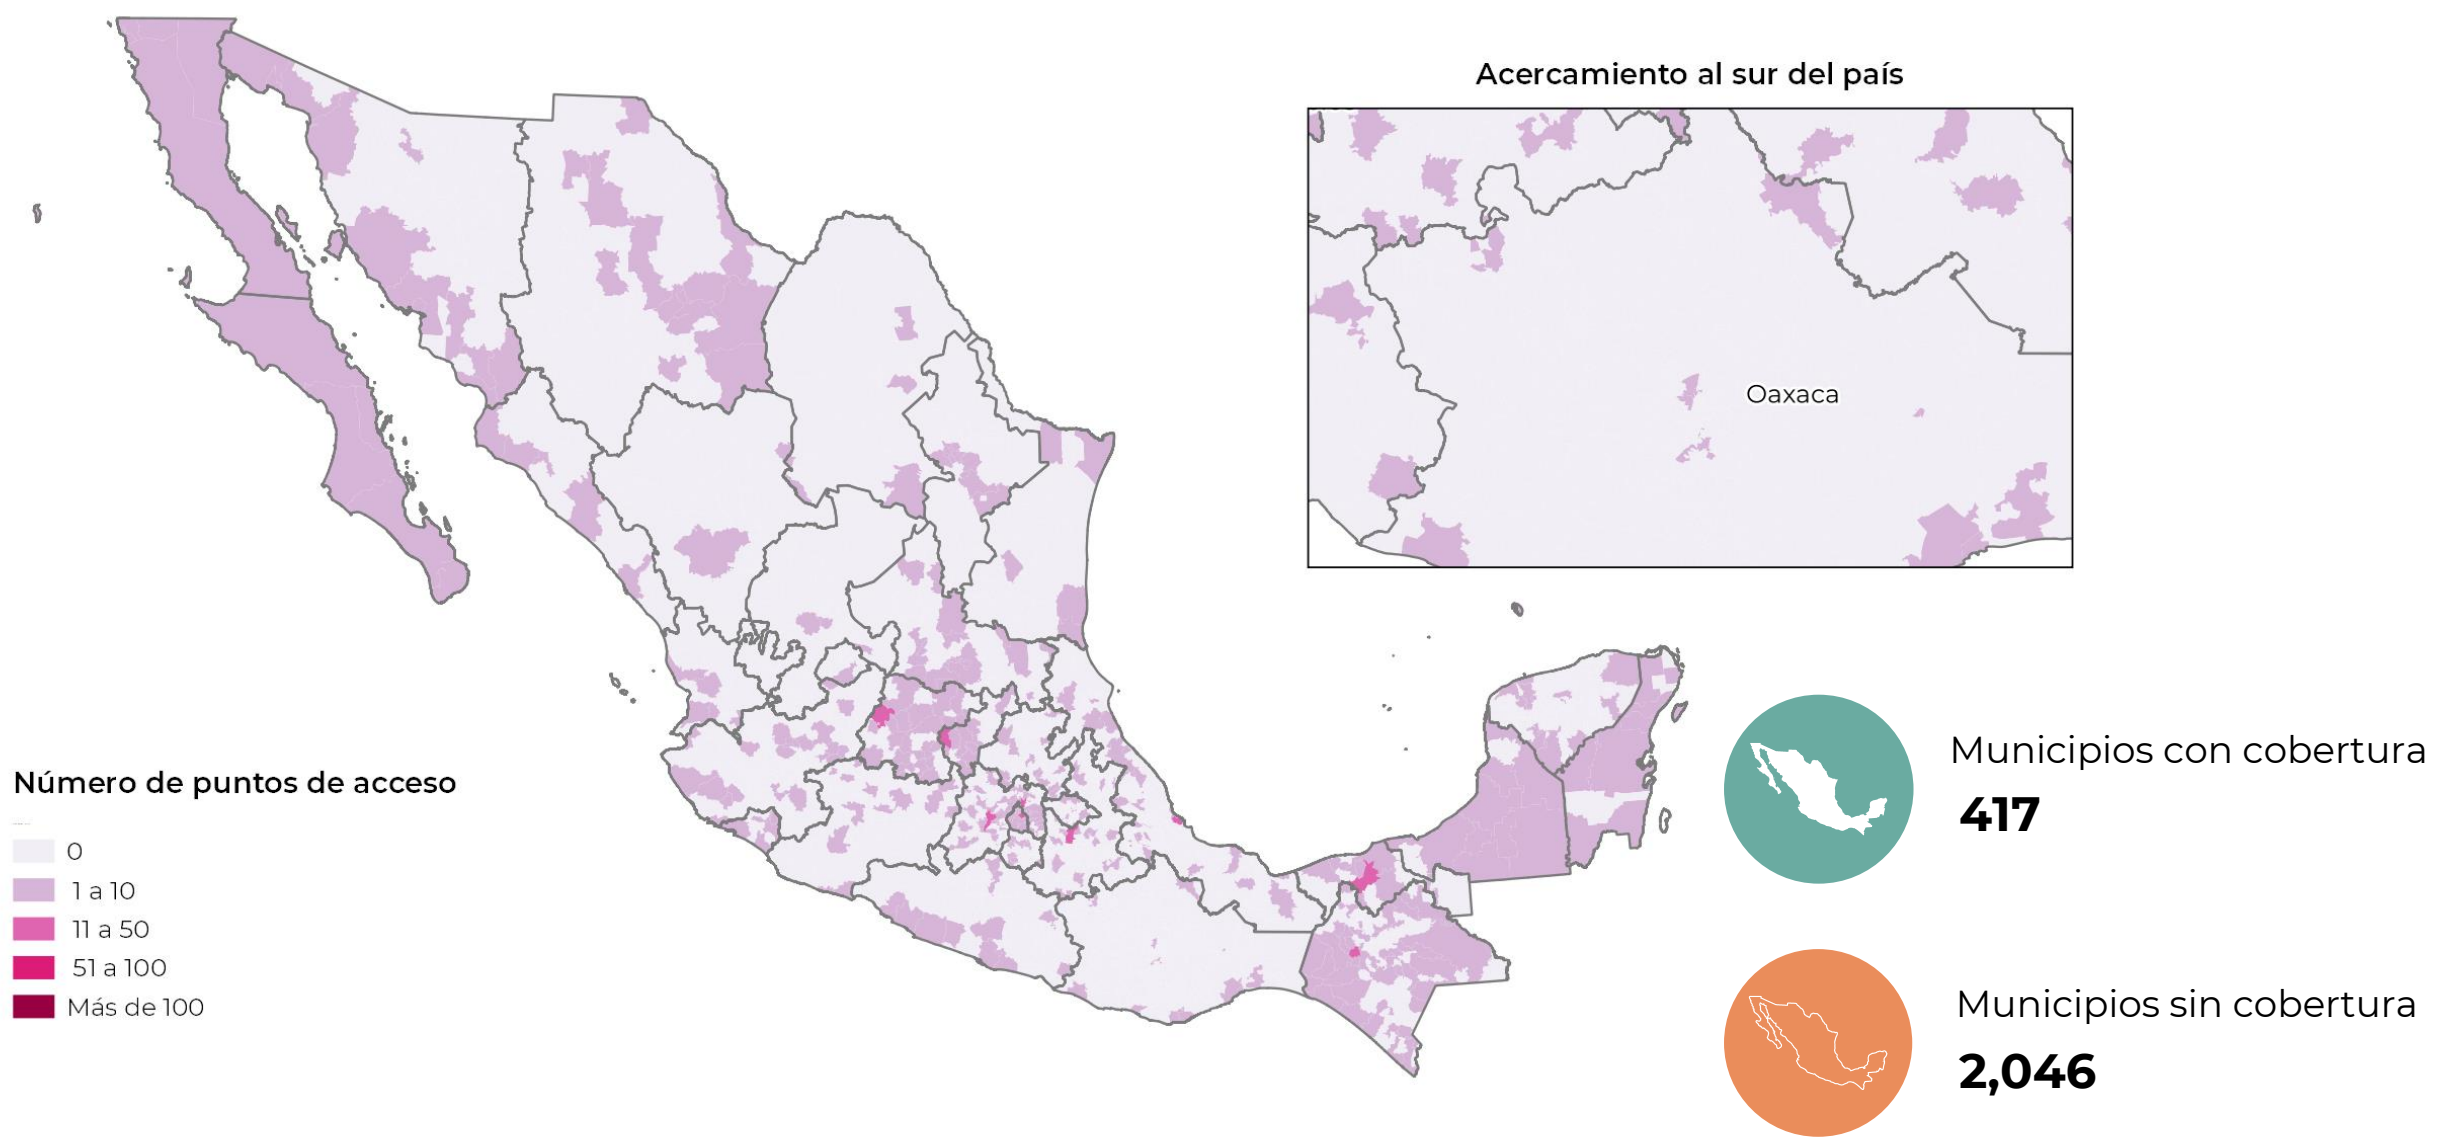 Acercamiento al sur del país
Oaxaca
Número de puntos de acceso
0
1 a 10
11 a 50
51 a 100
Más de 100
Municipios con cobertura
417
Municipios sin cobertura
2,046